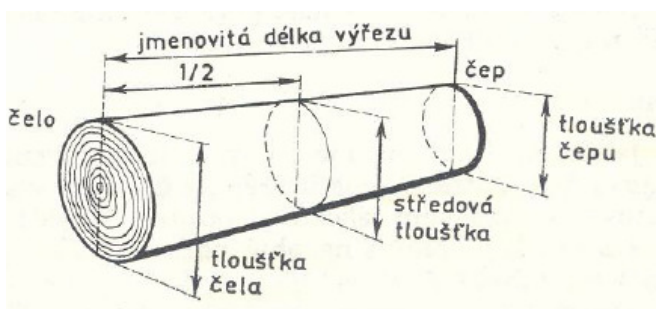 jmenovitá délka výřezu
1/2
čep
čelo
tloušťka
čepu
středová
tloušťka
tloušťka
čela